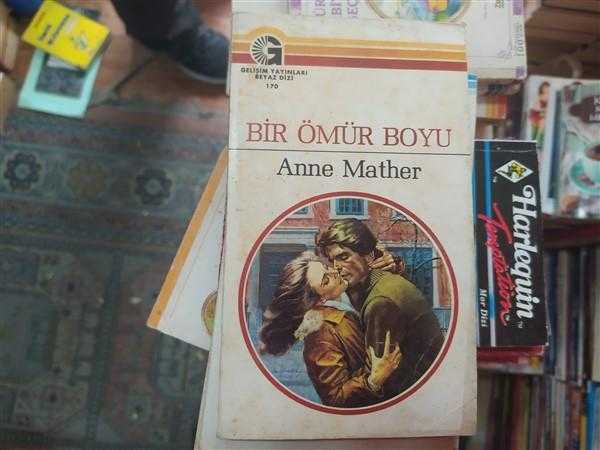 GELİŞİM YAYINLARI
BEYAZ DİZİ
170
BİR ÖMÜR BOYU
Anne Mather
Harlequin
Mor Dizi